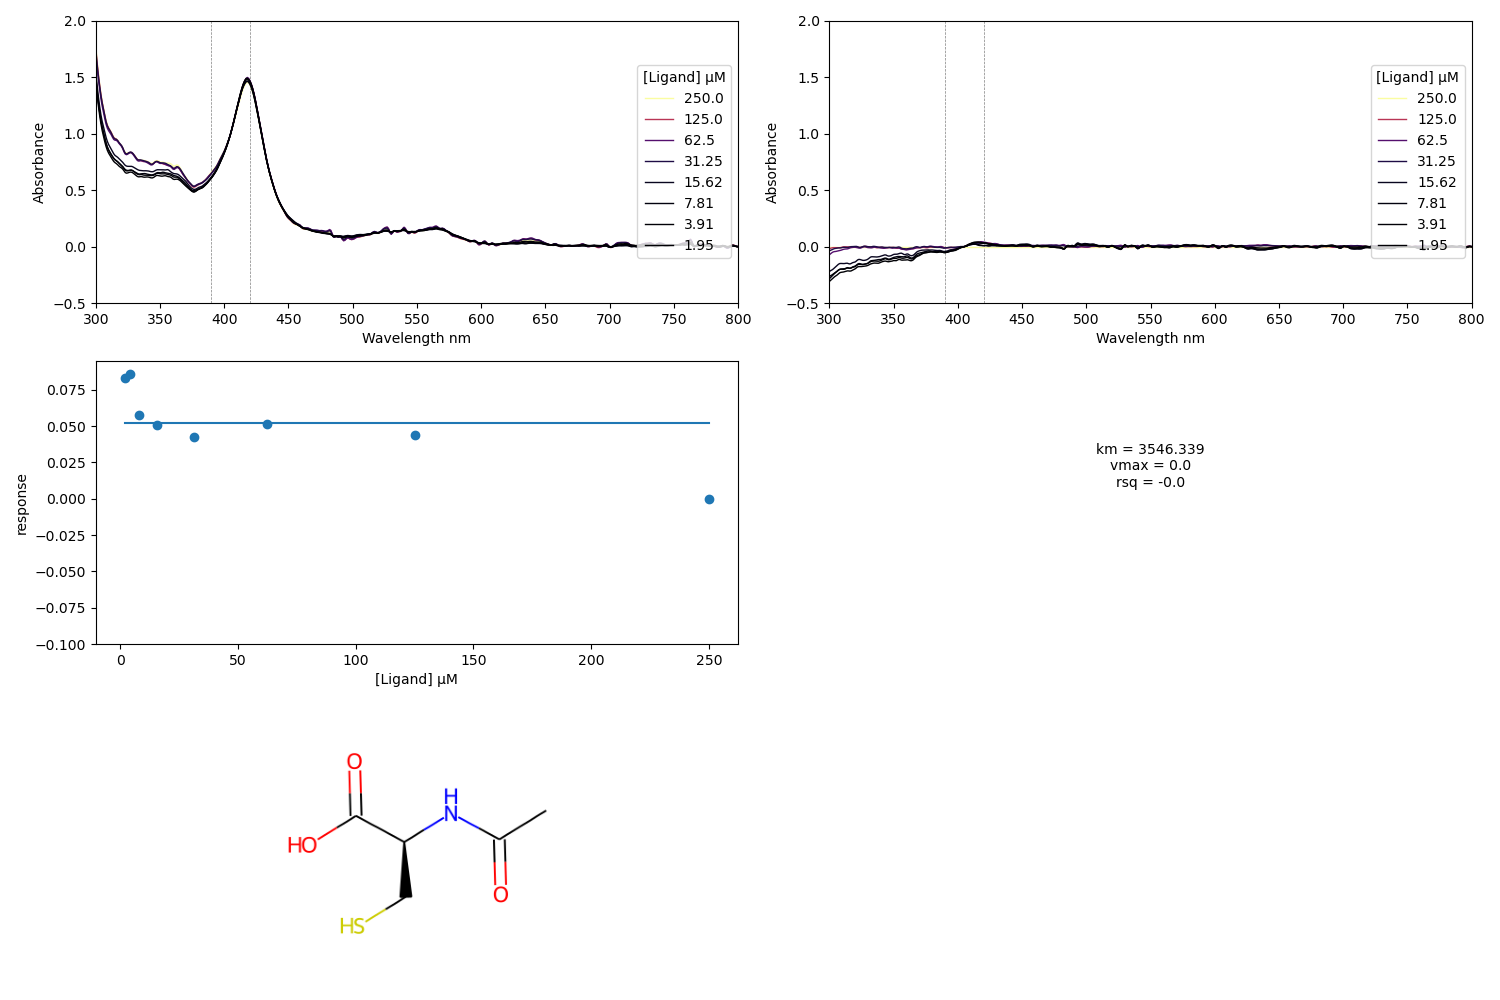 2.0
1.5
1.0
0.5
0.0
−0.5
Absorbance
300 350 400 450 500 550 600 650 700 750 800
Wavelength nm
[Ligand] µM
250.0
125.0
62.5
31.25
15.62
7.81
3.91
1.95
2.0
1.5
1.0
0.5
0.0
−0.5
Absorbance
300 350 400 450 500 550 600 650 700 750 800
Wavelength nm
[Ligand] µM
250.0
125.0
62.5
31.25
15.62
7.81
3.91
1.95
0.075
0.050
0.025
0.000
−0.025
−0.050
−0.075
−0.100
response
0 50 100 150 200 250
[Ligand] µM
km = 3546.339
vmax = 0.0
rsq = -0.0
O
H
N
HO
O
HS